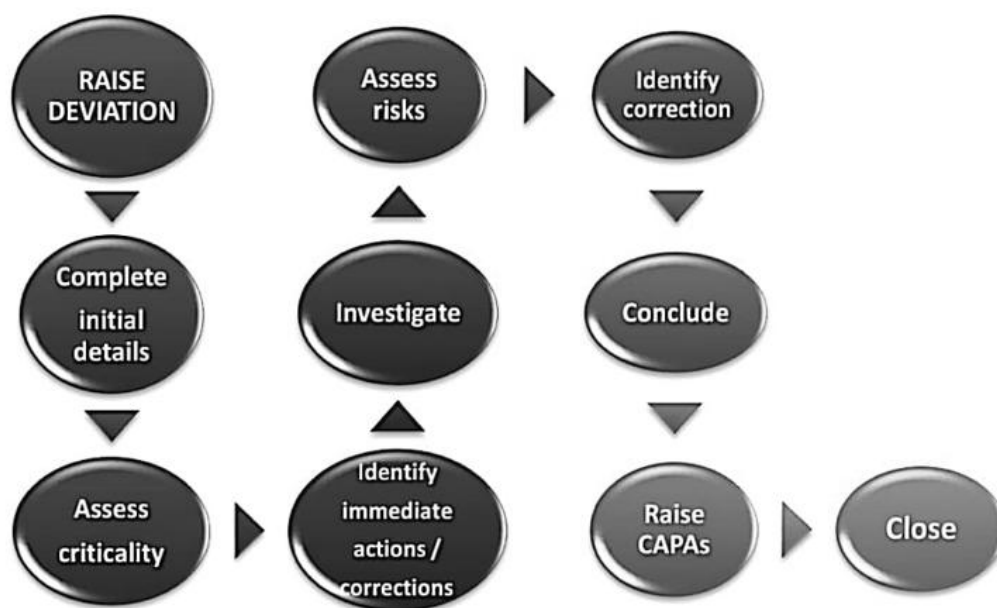 RAISE
DEVIATION
Complete
initial
details
Assess
criticality
Identify
immediate
actions /
corrections
Investigate
Assess
risks
Identify
correction
Conclude
Raise
CAPAs
Close